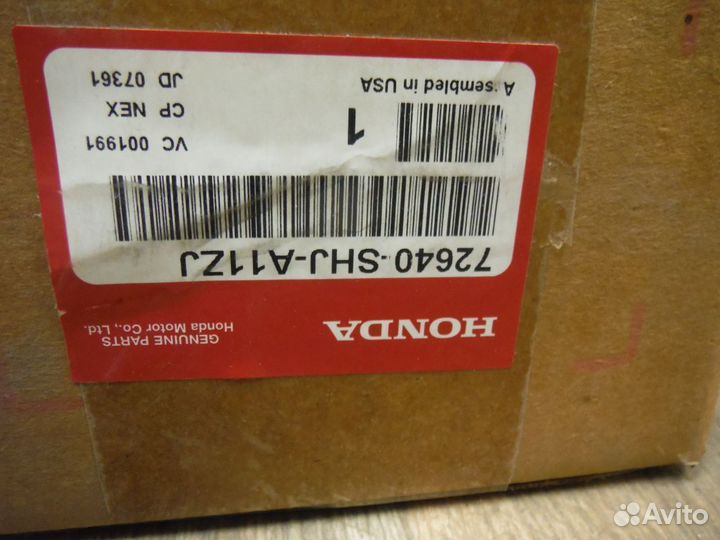 HONDA
GENUINE PARTS
Honda Motor Co., Ltd.
72640-SHJ-A11ZJ
1
VC 001991
CP NEX
JD 07361
Assembled in USA
Avito